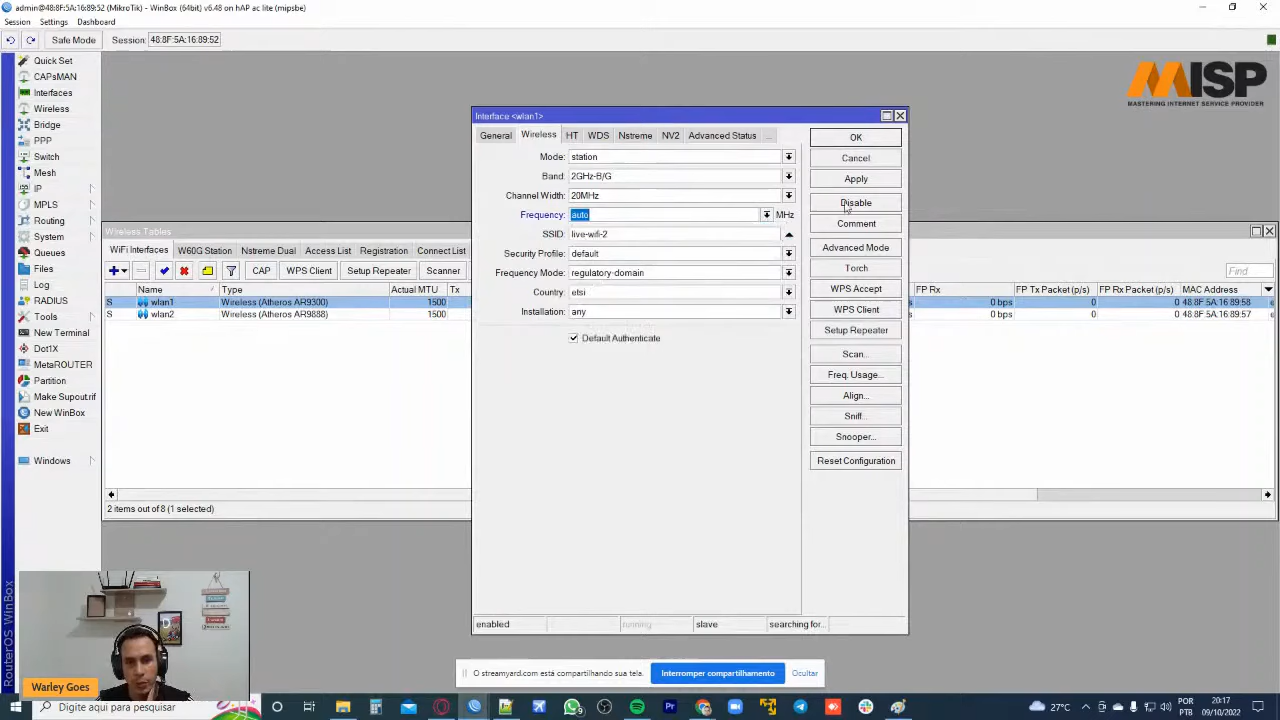 admin@48:8F:5A:16:89:52 (MikroTik) - WinBox (64bit) v6.48 on hAP ac lite (mipsbe)
Session Settings Dashboard
Safe Mode Session: 48:8F:5A:16:89:52
Quick Set
CAPsMAN
Interfaces
Wireless
Bridge
PPP
Switch
Mesh
IP
MPLS
Routing
System
Queues
Files
Log
RADIUS
Tools
New Terminal
Dot1X
MetaROUTER
Partition
Make Supout.rif
New WinBox
Exit
Windows
RouterOS WinBox
MISP
MASTERING INTERNET SERVICE PROVIDER
Wireless Tables
WiFi Interfaces W60G Station Nstreme Dual Access List Registration Connect List
CAP WPS Client Setup Repeater Scanner
Find
Name Type Actual MTU Tx FP Rx FP Tx Packet (p/s) FP Rx Packet (p/s) MAC Address
S wlan1 Wireless (Atheros AR9300) 1500 0 bps 0 0 48:8F:5A:16:89:58
S wlan2 Wireless (Atheros AR9888) 1500 0 bps 0 0 48:8F:5A:16:89:57
2 items out of 8 (1 selected)
Interface <wlan1>
General Wireless HT WDS Nstreme NV2 Advanced Status ...
Mode: station
Band: 2GHz-B/G
Channel Width: 20MHz
Frequency: auto MHz
SSID: live-wifi-2
Security Profile: default
Frequency Mode: regulatory-domain
Country: etsi
Installation: any
Default Authenticate
OK
Cancel
Apply
Disable
Comment
Advanced Mode
Torch
WPS Accept
WPS Client
Setup Repeater
Scan...
Freq. Usage...
Align...
Sniff...
Snooper...
Reset Configuration
enabled running slave searching for...
Warley Goes
O streamyard.com está compartilhando sua tela. Interromper compartilhamento Ocultar
Digite aqui para pesquisar
27°C
POR
PTB
20:17
09/10/2022